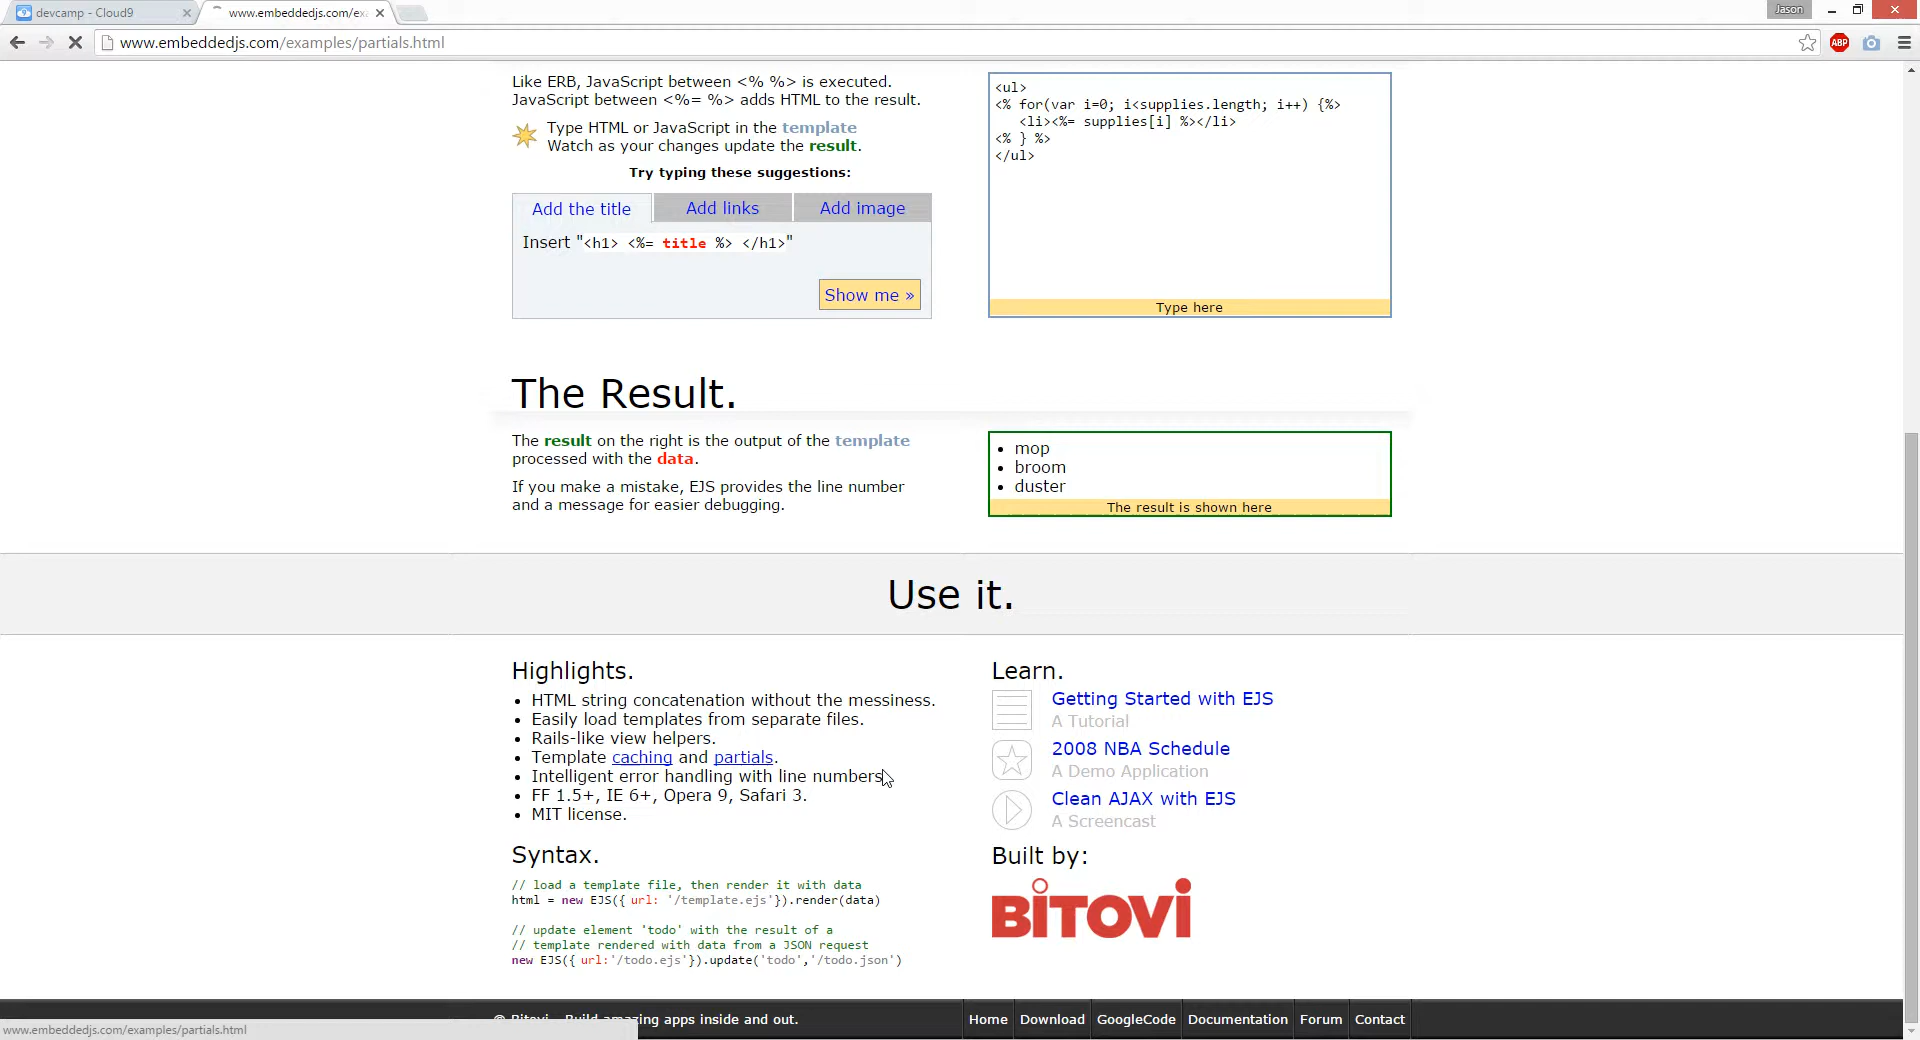 devcamp - Cloud9
www.embeddedjs.com/ex
Jason
www.embeddedjs.com/examples/partials.html
ABP
Like ERB, JavaScript between <% %> is executed.
JavaScript between <%= %> adds HTML to the result.
Type HTML or JavaScript in the template
Watch as your changes update the result.
Try typing these suggestions:
Add the title
Add links
Add image
Insert "<h1> <%= title %> </h1>"
Show me »
<ul>
<% for(var i=0; i<supplies.length; i++) {%>
<li><%= supplies[i] %></li>
<% } %>
</ul>
Type here
The Result.
The result on the right is the output of the template
processed with the data.
If you make a mistake, EJS provides the line number
and a message for easier debugging.
• mop
• broom
• duster
The result is shown here
Use it.
Highlights.
• HTML string concatenation without the messiness.
• Easily load templates from separate files.
• Rails-like view helpers.
• Template caching and partials.
• Intelligent error handling with line numbers
• FF 1.5+, IE 6+, Opera 9, Safari 3.
• MIT license.
Syntax.
// load a template file, then render it with data
html = new EJS({ url: '/template.ejs'}).render(data)
// update element 'todo' with the result of a
// template rendered with data from a JSON request
new EJS({ url:'/todo.ejs'}).update('todo','/todo.json')
Learn.
Getting Started with EJS
A Tutorial
2008 NBA Schedule
A Demo Application
Clean AJAX with EJS
A Screencast
Built by:
BITOVI
© Bitovi - Build amazing apps inside and out.
Home
Download
GoogleCode
Documentation
Forum
Contact
www.embeddedjs.com/examples/partials.html